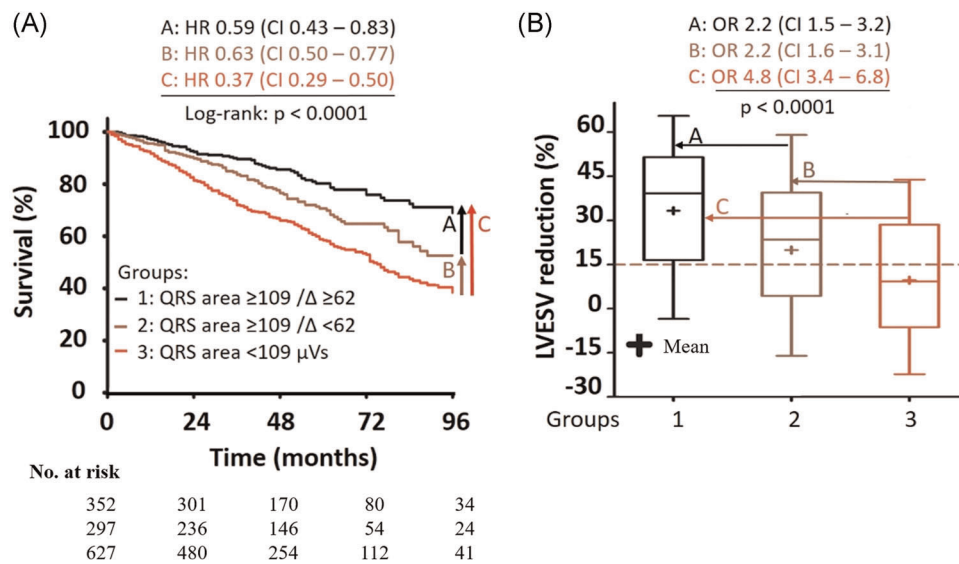 (A)
A: HR 0.59 (CI 0.43 – 0.83)
B: HR 0.63 (CI 0.50 – 0.77)
C: HR 0.37 (CI 0.29 – 0.50)
Log-rank: p < 0.0001
Survival (%)
100
80
60
40
20
0
A
B
C
Groups:
1: QRS area ≥109 /Δ ≥62
2: QRS area ≥109 /Δ <62
3: QRS area <109 μVs
0 24 48 72 96
Time (months)
No. at risk
352 301 170 80 34
297 236 146 54 24
627 480 254 112 41
(B)
A: OR 2.2 (CI 1.5 – 3.2)
B: OR 2.2 (CI 1.6 – 3.1)
C: OR 4.8 (CI 3.4 – 6.8)
p < 0.0001
LVESV reduction (%)
60
45
30
15
0
-15
-30
A
B
C
Mean
Groups 1 2 3